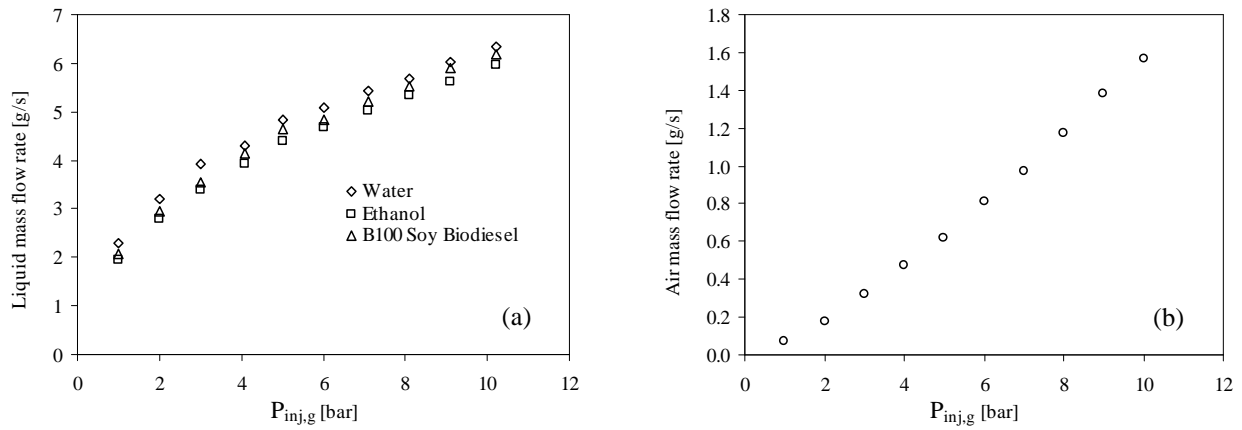 7
6
5
4
3
2
1
0
Liquid mass flow rate [g/s]
Water
Ethanol
B100 Soy Biodiesel
(a)
0 2 4 6 8 10 12
P_inj,g [bar]
1.8
1.6
1.4
1.2
1.0
0.8
0.6
0.4
0.2
0.0
Air mass flow rate [g/s]
(b)
0 2 4 6 8 10 12
P_inj,g [bar]